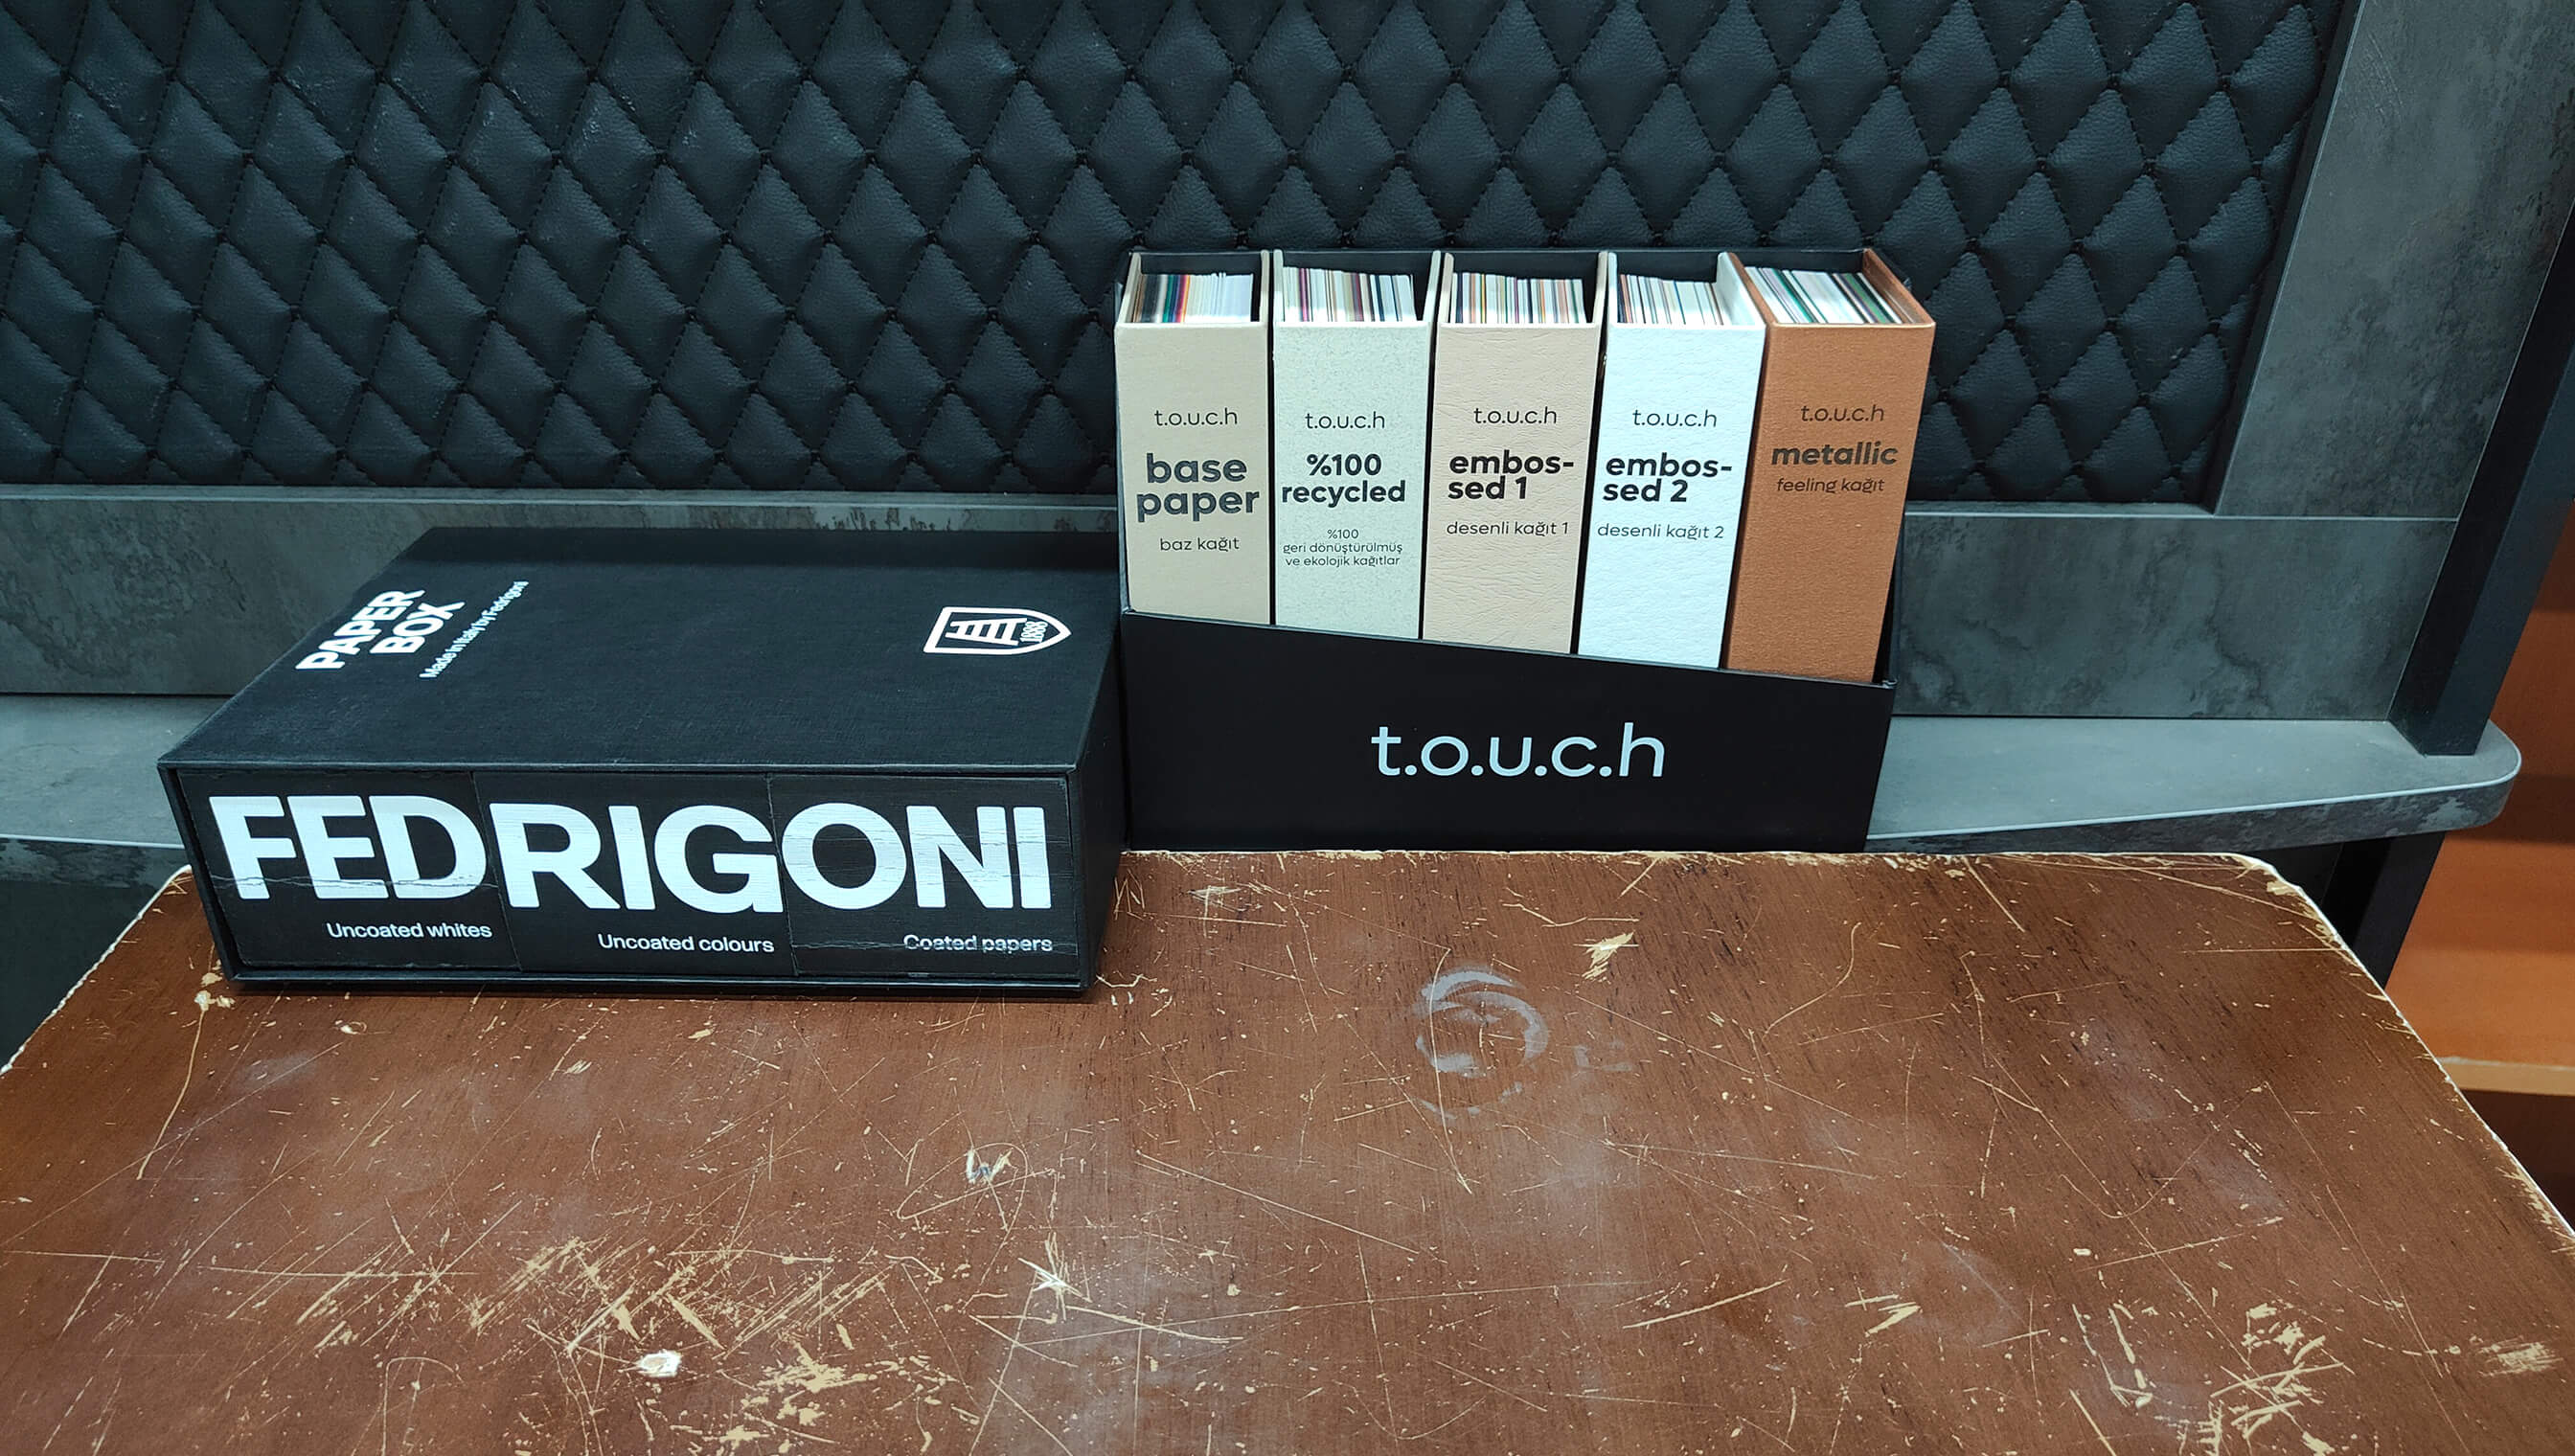 PAPER
BOX
Made in Italy by Fedrigoni
1888
FEDRIGONI
Uncoated whites
Uncoated colours
Coated papers
t.o.u.c.h
base
paper
baz kağıt
t.o.u.c.h
%100
recycled
%100
geri dönüştürülmüş
ve ekolojik kağıtlar
t.o.u.c.h
embos-
sed 1
desenli kağıt 1
t.o.u.c.h
embos-
sed 2
desenli kağıt 2
t.o.u.c.h
metallic
feeling kağıt
t.o.u.c.h